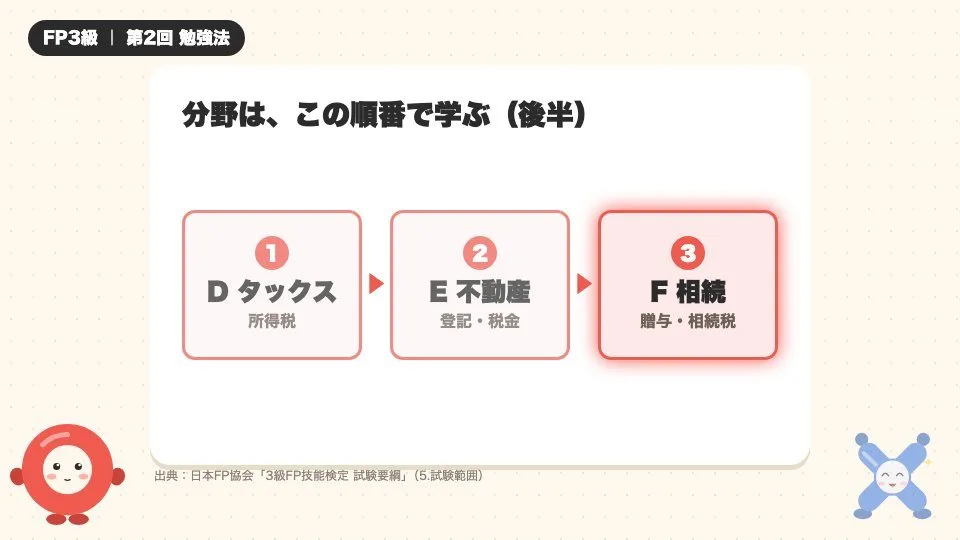 FP3級 | 第2回 勉強法
分野は、この順番で学ぶ（後半）
1
D タックス
所得税
2
E 不動産
登記・税金
3
F 相続
贈与・相続税
出典：日本FP協会「3級FP技能検定 試験要綱」（5.試験範囲）